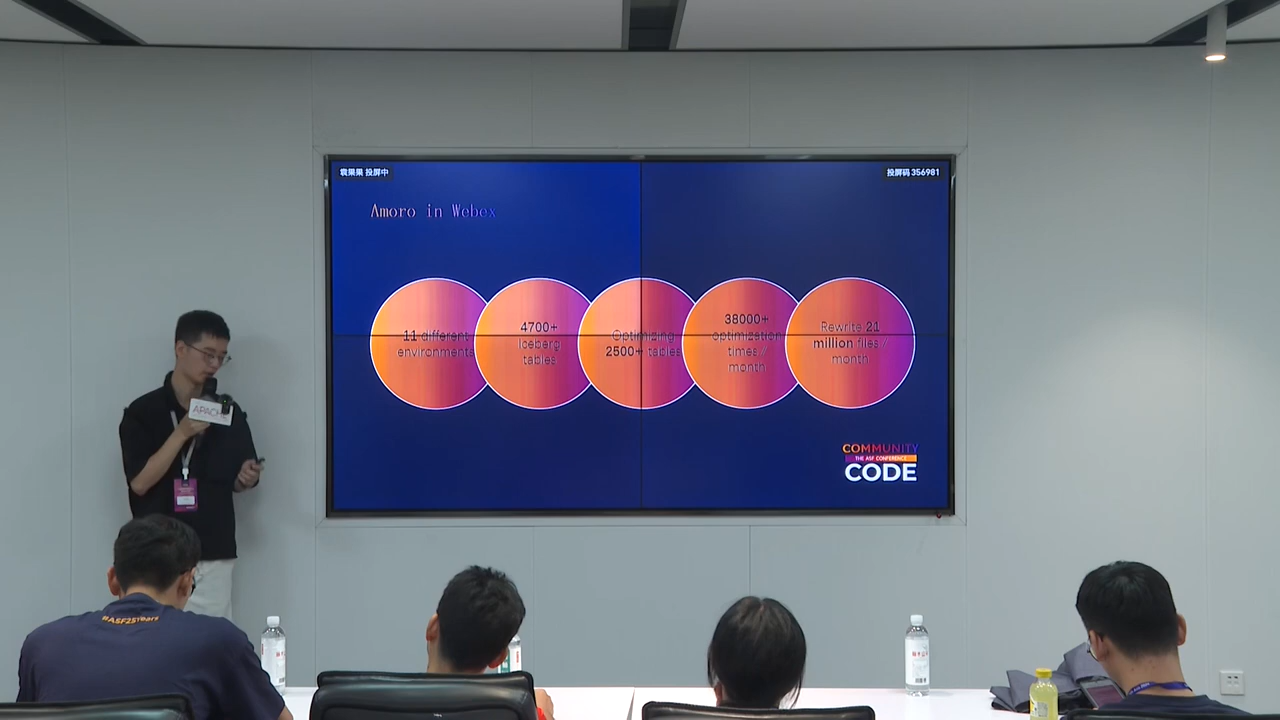 袁果果 投屏中
投屏码 356981
Amoro in Webex
11 different
environments
4700+
Iceberg
tables
Optimizing
2500+ tables
38000+
optimization
times /
month
Rewrite 21
million files /
month
COMMUNITY
THE ASF CONFERENCE
CODE
APACHE
#ASF25Years